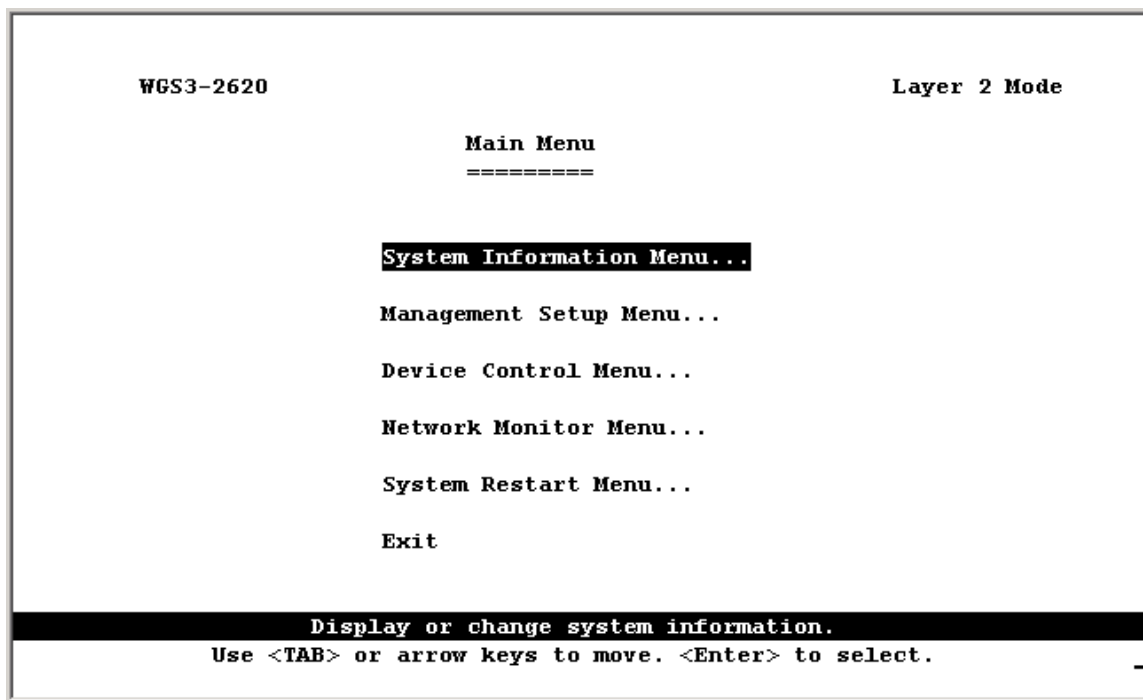 WGS3-2620 Layer 2 Mode
Main Menu
=========
System Information Menu...
Management Setup Menu...
Device Control Menu...
Network Monitor Menu...
System Restart Menu...
Exit
Display or change system information.
Use <TAB> or arrow keys to move. <Enter> to select.